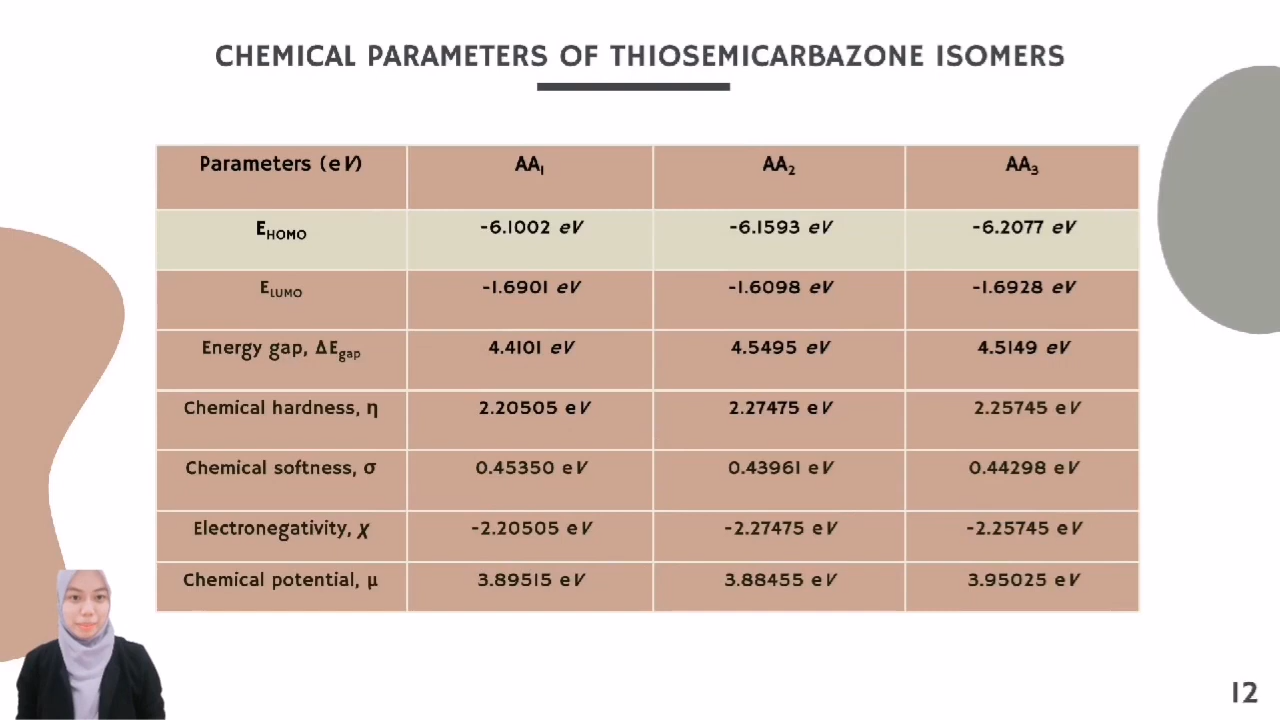 CHEMICAL PARAMETERS OF THIOSEMICARBAZONE ISOMERS
Parameters (eV) AA₁ AA₂ AA₃
E_HOMO -6.1002 eV -6.1593 eV -6.2077 eV
E_LUMO -1.6901 eV -1.6098 eV -1.6928 eV
Energy gap, ΔE_gap 4.4101 eV 4.5495 eV 4.5149 eV
Chemical hardness, η 2.20505 eV 2.27475 eV 2.25745 eV
Chemical softness, σ 0.45350 eV 0.43961 eV 0.44298 eV
Electronegativity, χ -2.20505 eV -2.27475 eV -2.25745 eV
Chemical potential, μ 3.89515 eV 3.88455 eV 3.95025 eV
12